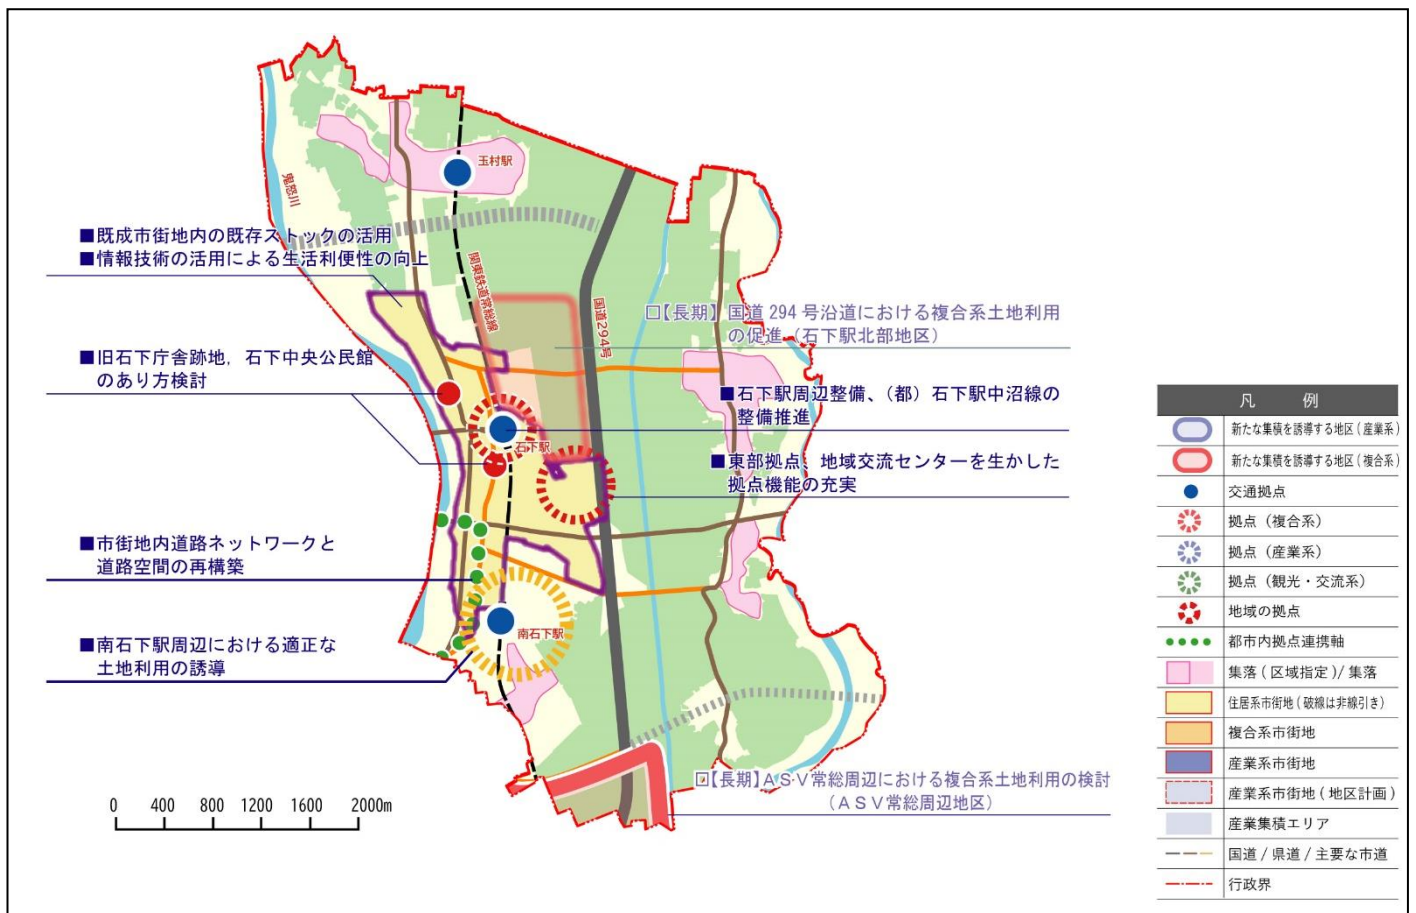 玉村駅
鬼怒川
■既成市街地内の既存ストックの活用
■情報技術の活用による生活利便性の向上
関東鉄道常総線
国道294号
□【長期】国道 294 号沿道における複合系土地利用
の促進（石下駅北部地区）
■旧石下庁舎跡地，石下中央公民館
のあり方検討
■石下駅周辺整備、（都）石下駅中沼線の
整備推進
石下駅
■東部拠点、地域交流センターを生かした
拠点機能の充実
■市街地内道路ネットワークと
道路空間の再構築
■南石下駅周辺における適正な
土地利用の誘導
南石下駅
□【長期】ＡＳＶ常総周辺における複合系土地利用の検討
（ＡＳＶ常総周辺地区）
0 400 800 1200 1600 2000m
凡 例
新たな集積を誘導する地区（産業系）
新たな集積を誘導する地区（複合系）
交通拠点
拠点（複合系）
拠点（産業系）
拠点（観光・交流系）
地域の拠点
都市内拠点連携軸
集落（区域指定）/ 集落
住居系市街地（破線は非線引き）
複合系市街地
産業系市街地
産業系市街地（地区計画）
産業集積エリア
国道 / 県道 / 主要な市道
行政界